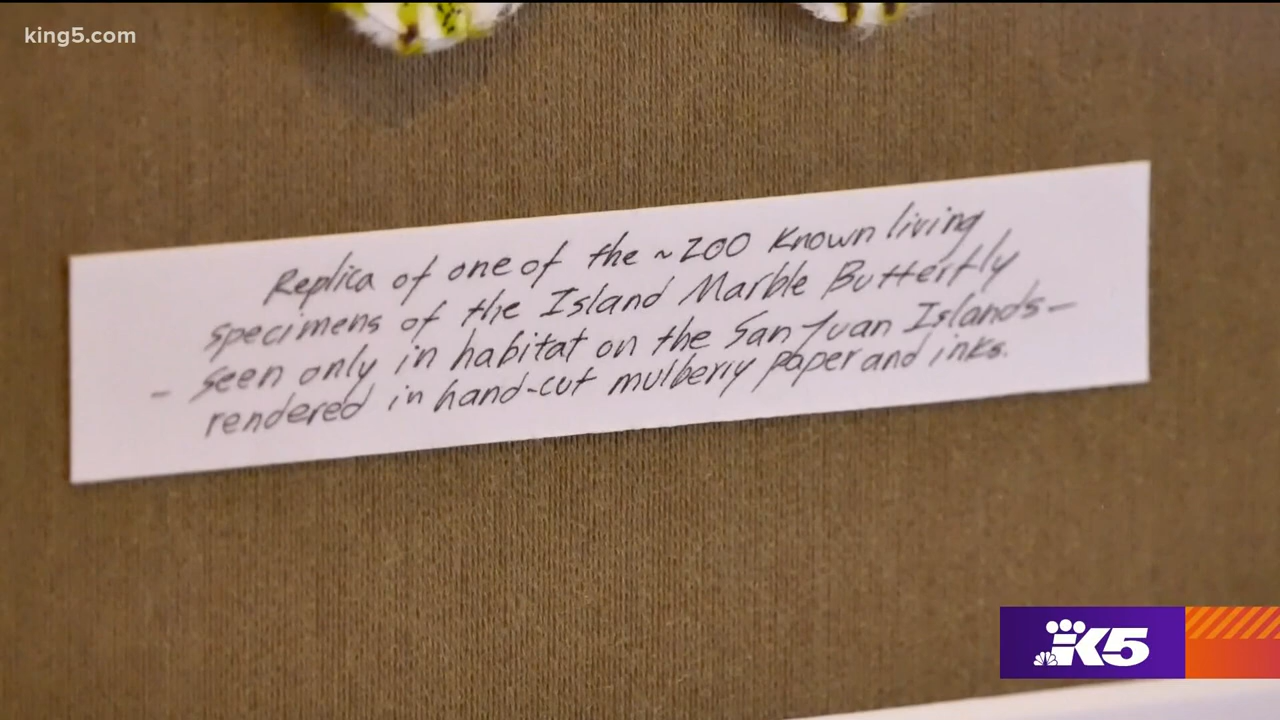 king5.com
Replica of one of the ~200 Known living
specimens of the Island Marble Butterfly
- seen only in habitat on the San Juan Islands-
rendered in hand-cut mulberry paper and inks.
K5